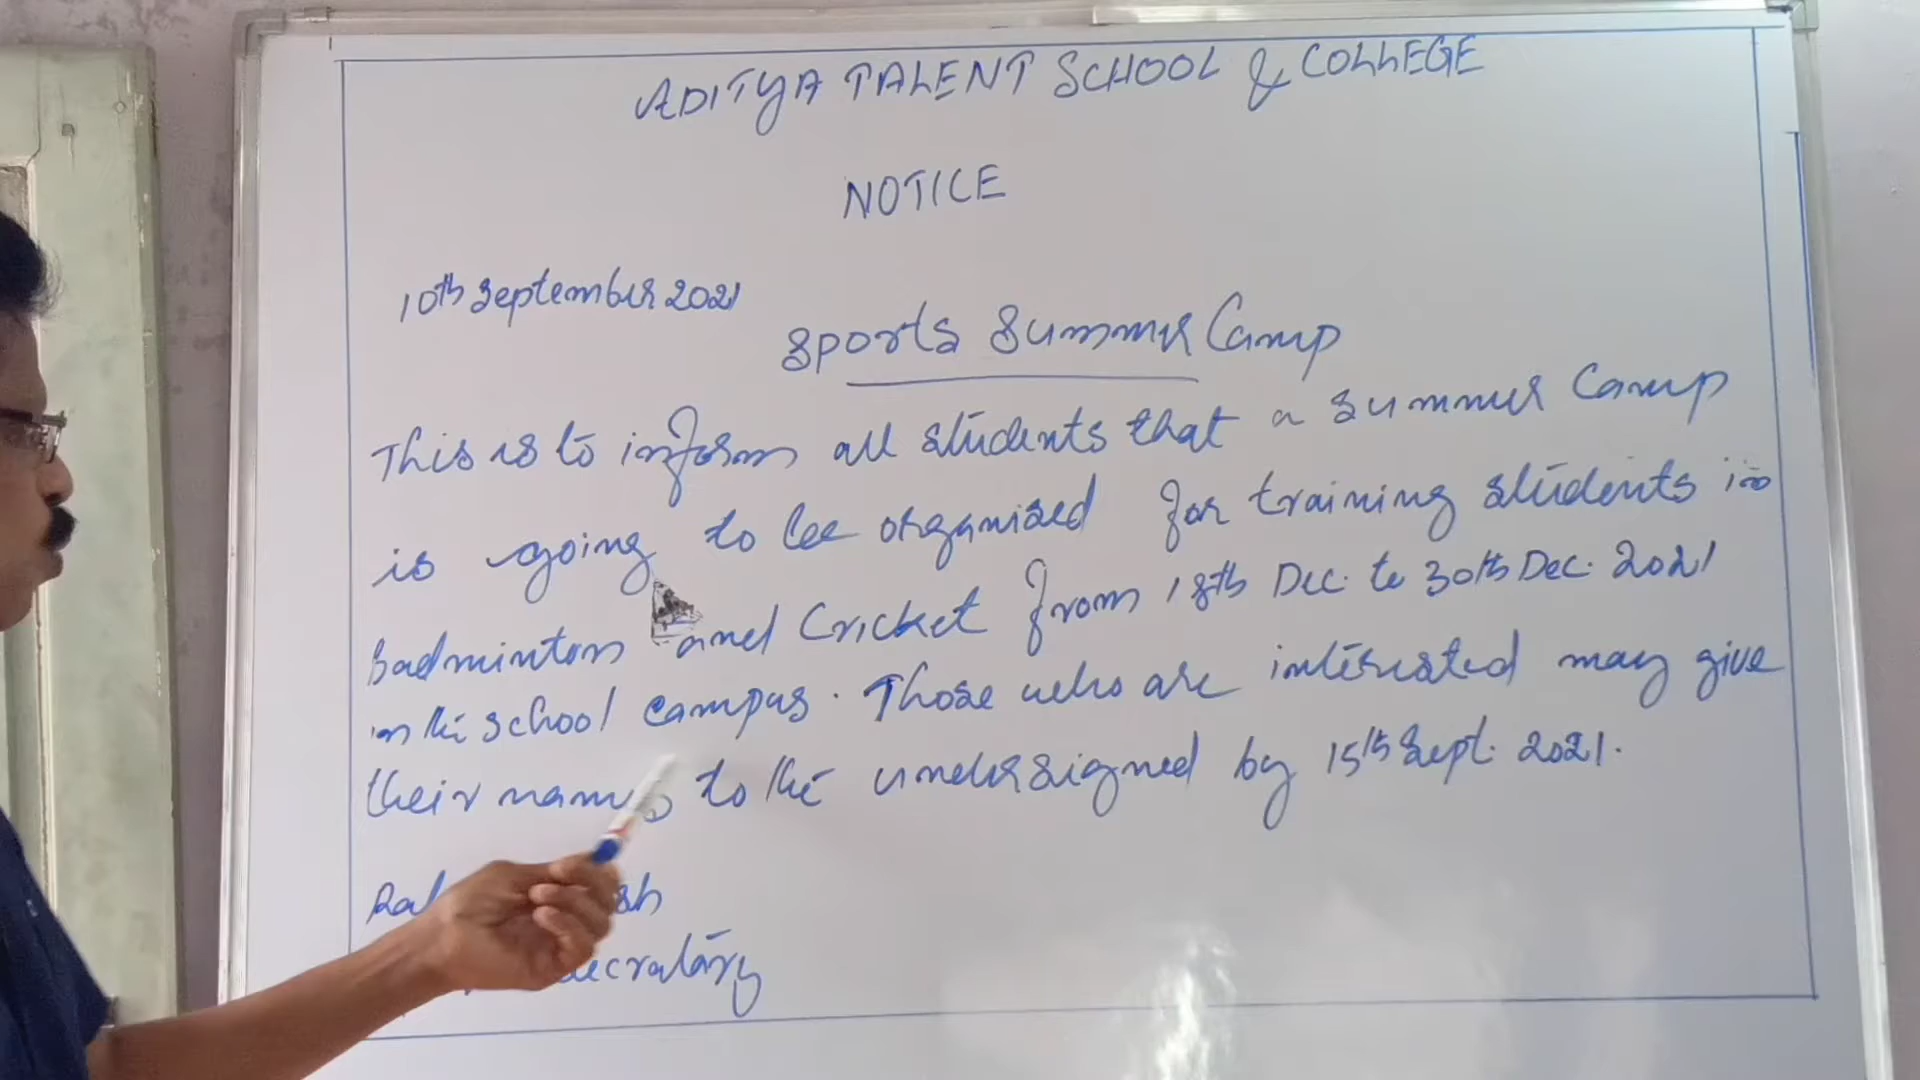 ADITYA TALENT SCHOOL & COLLEGE
NOTICE
10th September 2021
Sports Summer Camp
This is to inform all students that a summer camp
is going to be organised for training students in
Badminton and Cricket from 18th Dec. to 30th Dec. 2021
in the school campus. Those who are interested may give
their names to the undersigned by 15th Sept. 2021.